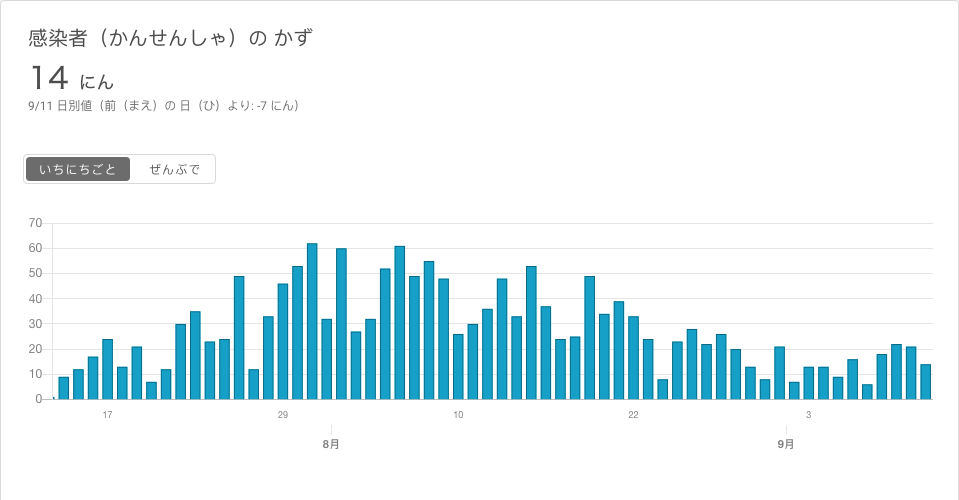 感染者（かんせんしゃ）の かず
14 にん
9/11 日別値（前（まえ）の 日（ひ）より: -7 にん）
いちにちごと ぜんぶで
70
60
50
40
30
20
10
0
17 29 10 22 3
8月 9月